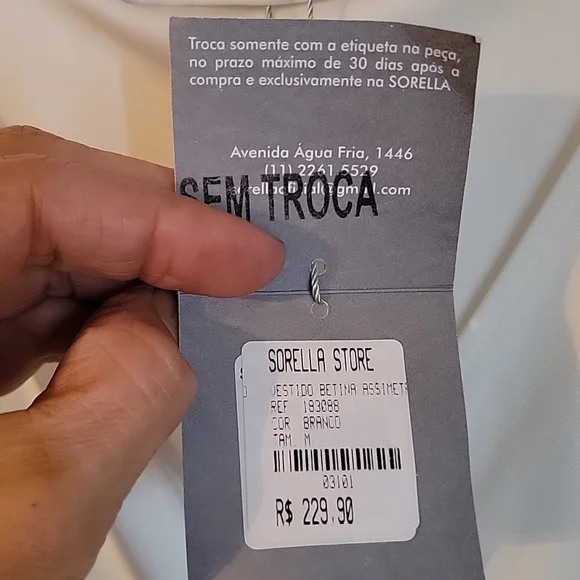 Troca somente com a etiqueta na peça,
no prazo máximo de 30 dias após a
compra e exclusivamente na SORELLA
Avenida Água Fria, 1446
(11) 2261 5529
SEM TROCA
SORELLA STORE
VESTIDO BETINA ASSIMET
REF 183088
COR BRANCO
TAM M
03101
R$ 229,90